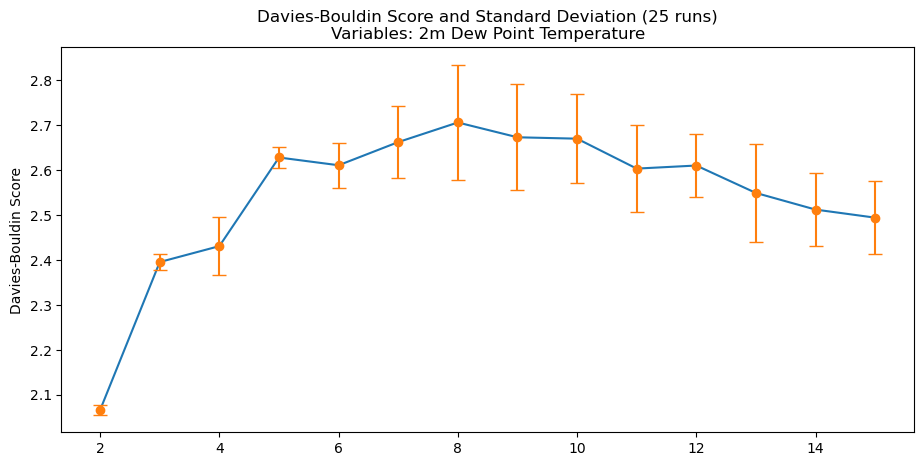 Davies-Bouldin Score and Standard Deviation (25 runs)
Variables: 2m Dew Point Temperature
Davies-Bouldin Score
2.8
2.7
2.6
2.5
2.4
2.3
2.2
2.1
2 4 6 8 10 12 14